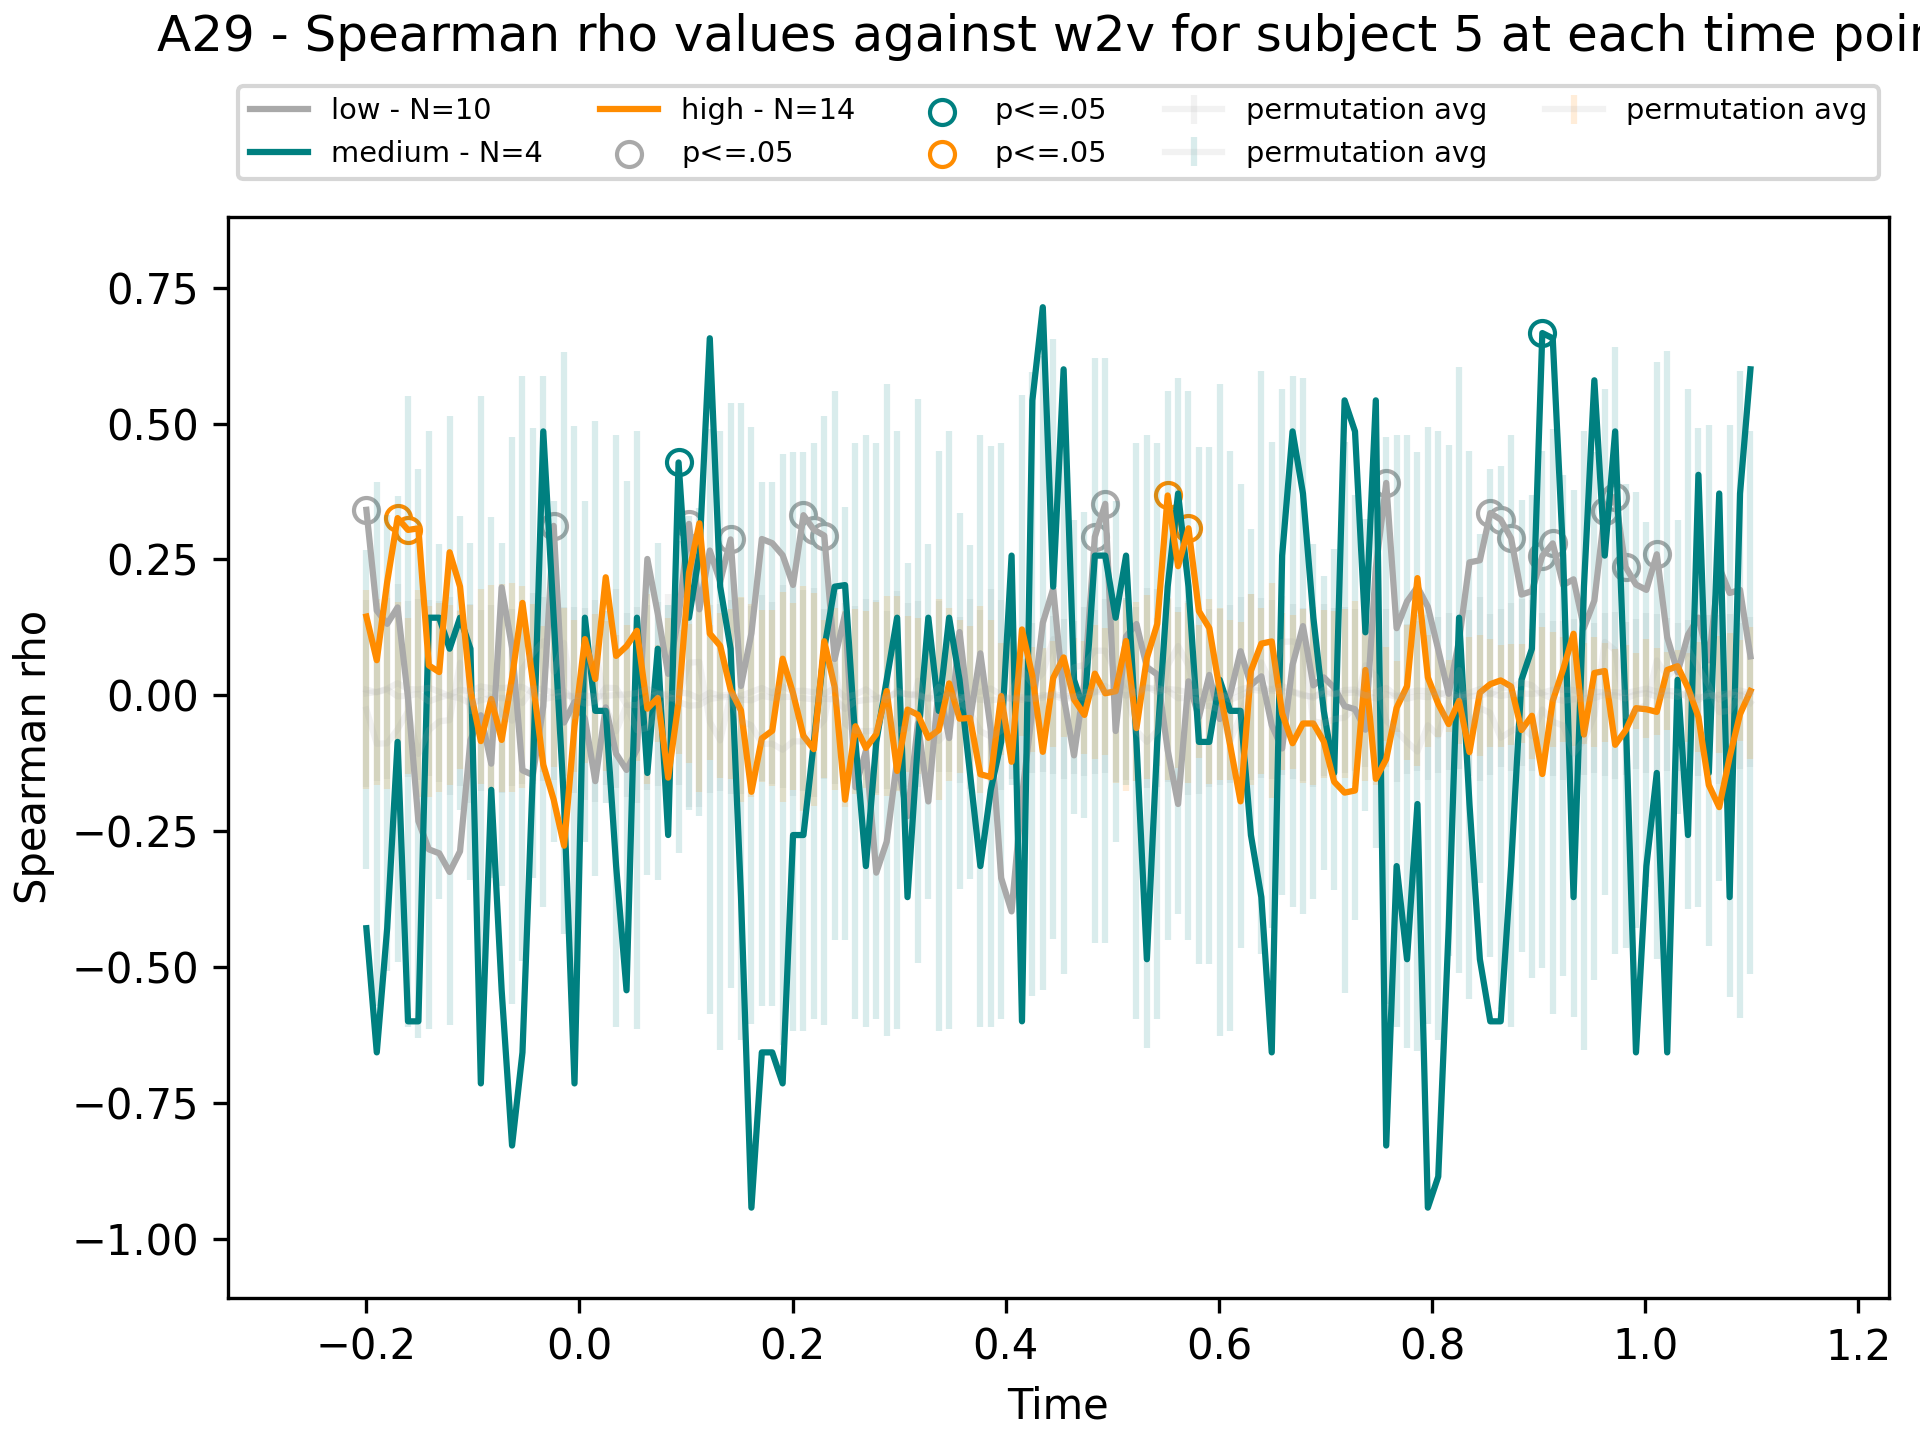 A29 - Spearman rho values against w2v for subject 5 at each time poi
low - N=10
medium - N=4
high - N=14
p<=.05
p<=.05
p<=.05
permutation avg
permutation avg
permutation avg
Spearman rho
0.75
0.50
0.25
0.00
−0.25
−0.50
−0.75
−1.00
−0.2 0.0 0.2 0.4 0.6 0.8 1.0 1.2
Time